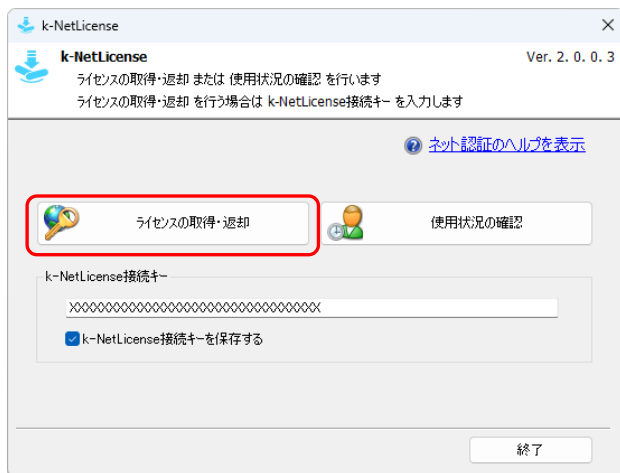 k-NetLicense
k-NetLicense
Ver. 2. 0. 0. 3
ライセンスの取得・返却 または 使用状況の確認 を行います
ライセンスの取得・返却 を行う場合は k-NetLicense接続キー を入力します
ネット認証のヘルプを表示
ライセンスの取得・返却
使用状況の確認
k-NetLicense接続キー
XXXXXXXXXXXXXXXXXXXXXXXXXXXXXXXXXXX
k-NetLicense接続キーを保存する
終了